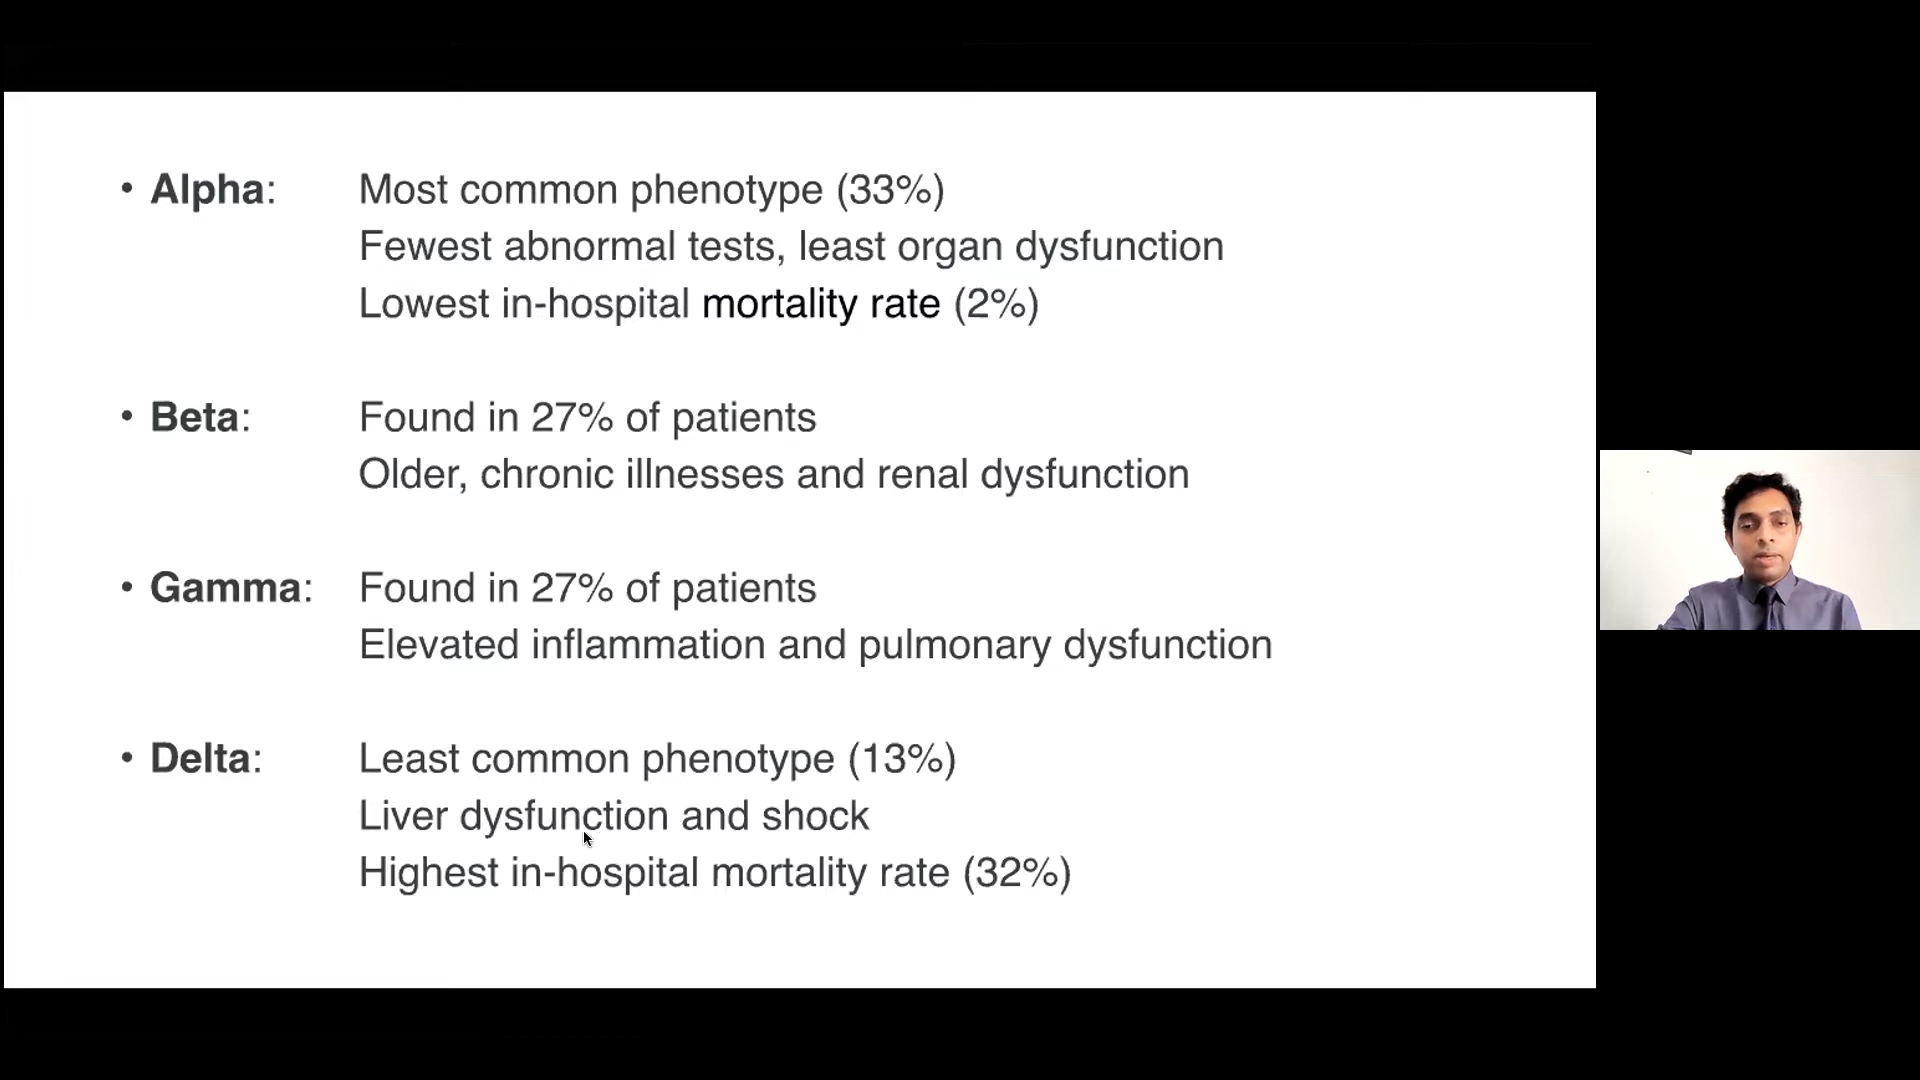 • Alpha: Most common phenotype (33%)
Fewest abnormal tests, least organ dysfunction
Lowest in-hospital mortality rate (2%)
• Beta: Found in 27% of patients
Older, chronic illnesses and renal dysfunction
• Gamma: Found in 27% of patients
Elevated inflammation and pulmonary dysfunction
• Delta: Least common phenotype (13%)
Liver dysfunction and shock
Highest in-hospital mortality rate (32%)